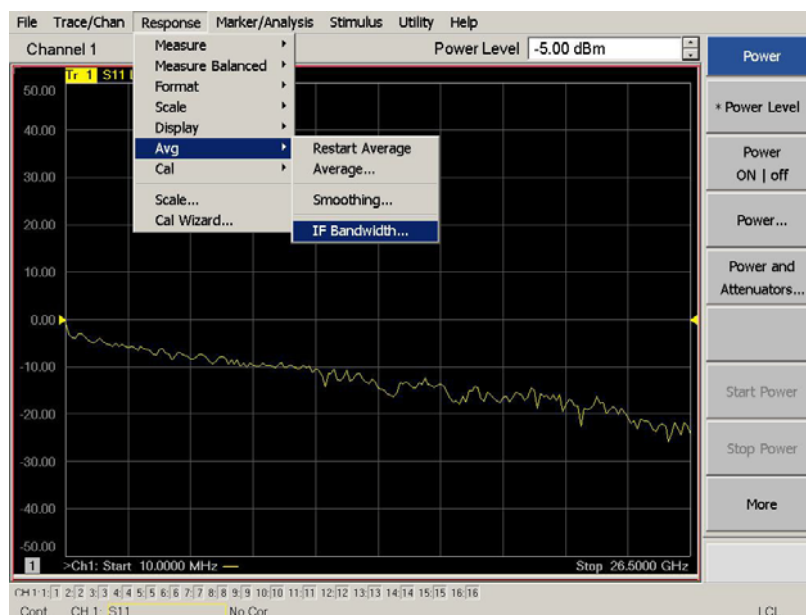 File Trace/Chan Response Marker/Analysis Stimulus Utility Help
Channel 1
Power Level -5.00 dBm
Tr 1 S11
Measure
Measure Balanced
Format
Scale
Display
Avg
Cal
Scale...
Cal Wizard...
Restart Average
Average...
Smoothing...
IF Bandwidth...
50.00
40.00
30.00
20.00
10.00
0.00
-10.00
-20.00
-30.00
-40.00
-50.00
1 >Ch1: Start 10.0000 MHz Stop 26.5000 GHz
Power
* Power Level
Power
ON | off
Power...
Power and
Attenuators...
Start Power
Stop Power
More
CH 1: 1: 1 2: 2 3: 3 4: 4 5: 5 6: 6 7: 7 8: 8 9: 9 10: 10 11: 11 12: 12 13: 13 14: 14 15: 15 16: 16
Cont. CH 1: S11 No Cor LCL